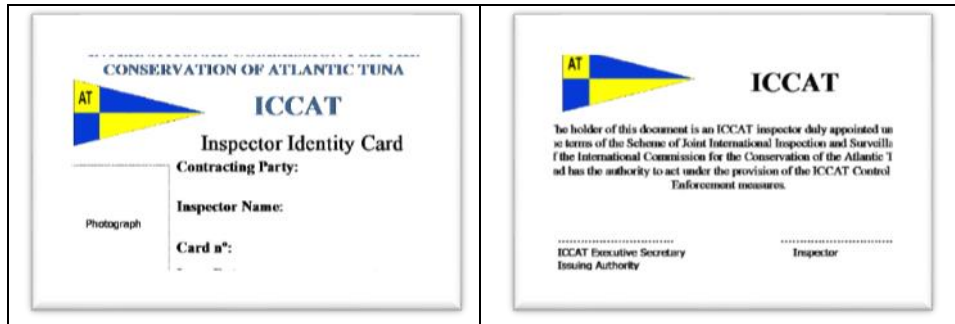 CONSERVATION OF ATLANTIC TUNA
AT
ICCAT
Inspector Identity Card
Contracting Party:
Inspector Name:
Photograph
Card nº:
AT
ICCAT
he holder of this document is an ICCAT inspector duly appointed un
e terms of the Scheme of Joint International Inspection and Surveill
f the International Commission for the Conservation of the Atlantic T
nd has the authority to act under the provision of the ICCAT Control
Enforcement measures.
ICCAT Executive Secretary
Issuing Authority
Inspector